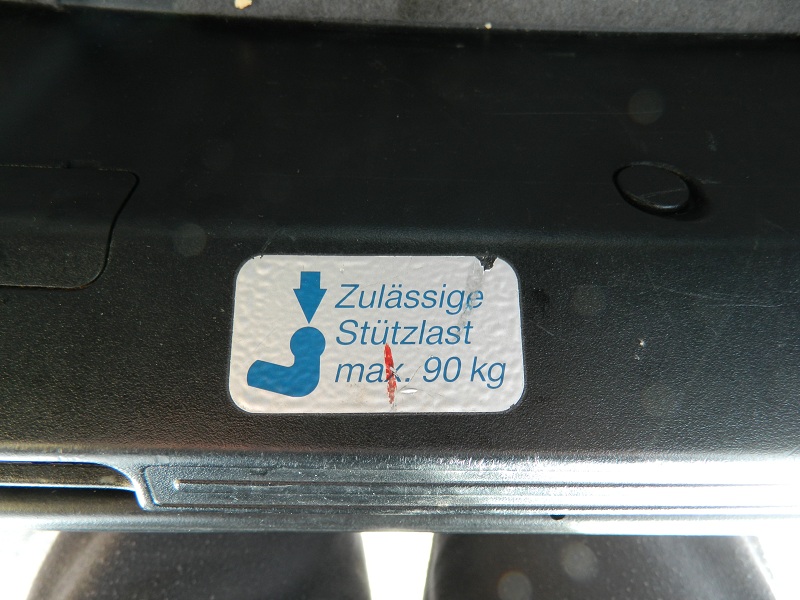 Zulässige
Stützlast
max. 90 kg